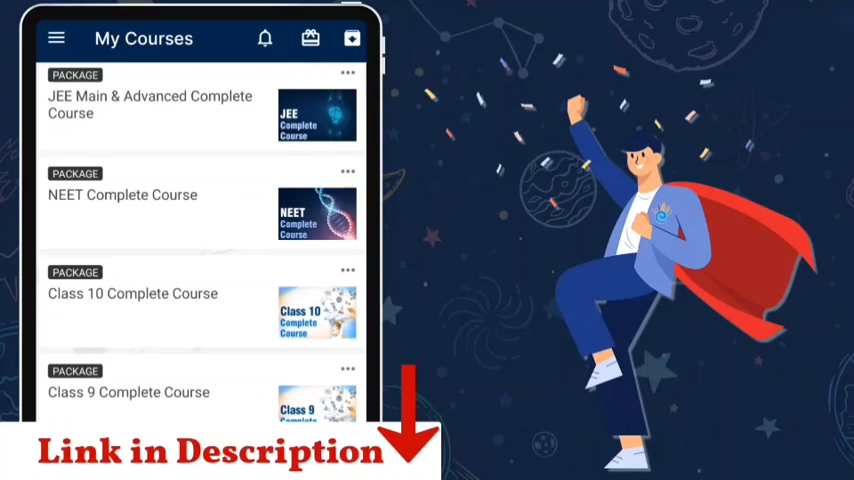 My Courses
PACKAGE
JEE Main & Advanced Complete
Course
JEE
Complete
Course
PACKAGE
NEET Complete Course
NEET
Complete
Course
PACKAGE
Class 10 Complete Course
Class 10
Complete
Course
PACKAGE
Class 9 Complete Course
Class 9
Complete
Link in Description